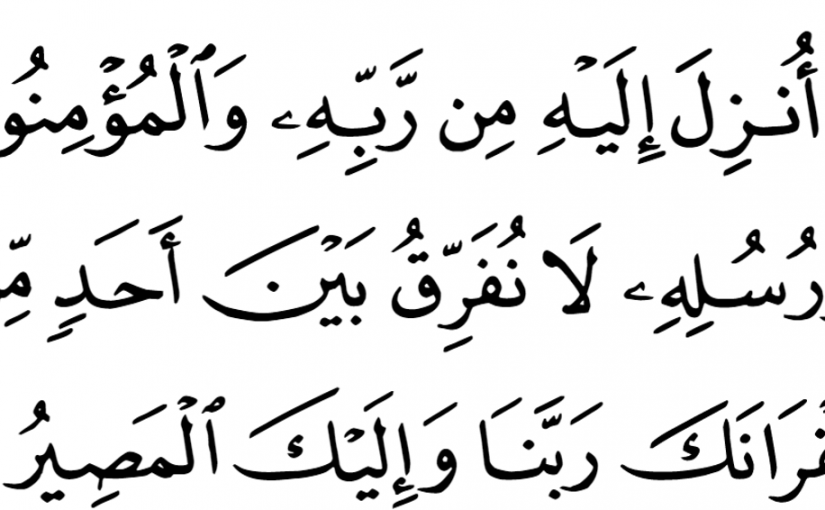 أُنزِلَ إِلَيْهِ مِن رَّبِّهِۦ وَٱلْمُؤْمِنُو
رُسُلِهِۦ لَا نُفَرِّقُ بَيْنَ أَحَدٍ مِّ
فْرَانَكَ رَبَّنَا وَإِلَيْكَ ٱلْمَصِيرُ